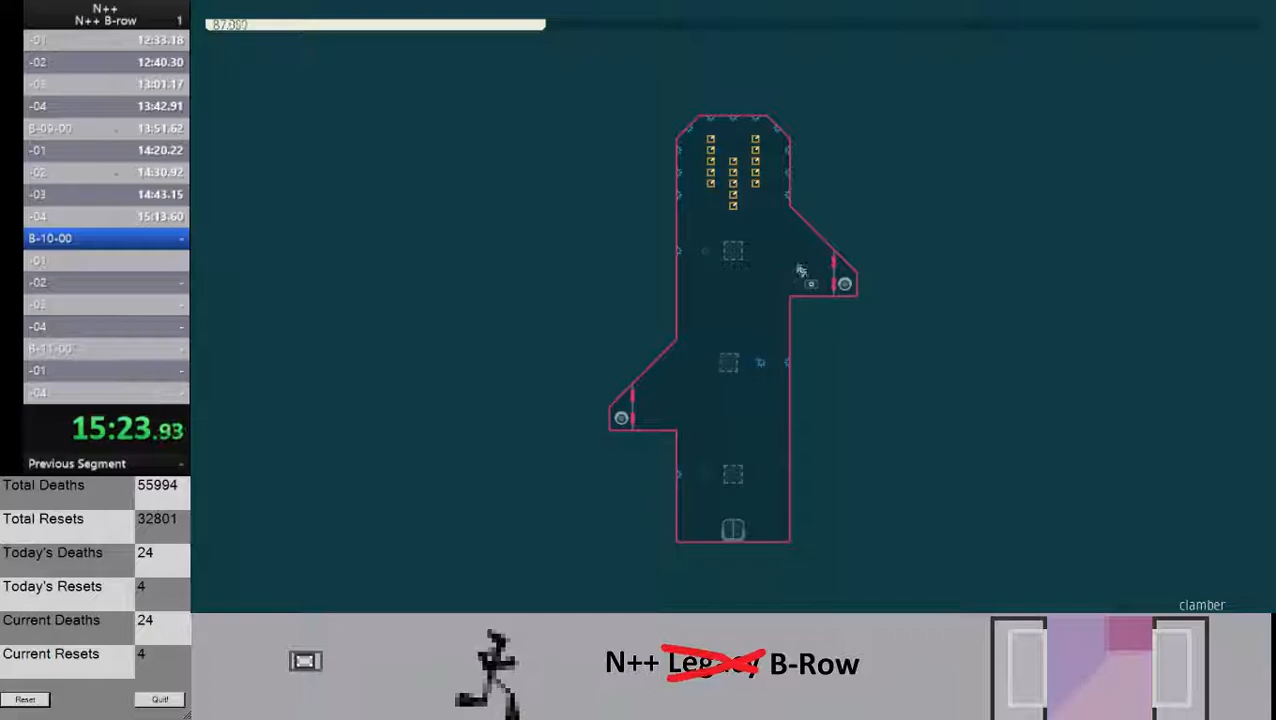 N++
N++ B-row 1
-01 12:33.18
-02 12:40.30
-03 13:01.17
-04 13:42.91
B-09-00 - 13:51.62
-01 14:20.22
-02 14:30.92
-03 14:43.15
-04 15:13.60
B-10-00 -
-01 -
-02 -
-03 -
-04 -
B-11-00 -
-01 -
-04 -
15:23.93
Previous Segment -
Total Deaths 55994
Total Resets 32801
Today's Deaths 24
Today's Resets 4
Current Deaths 24
Current Resets 4
Reset Quit!
87.000
clamber
N++ Legacy B-Row